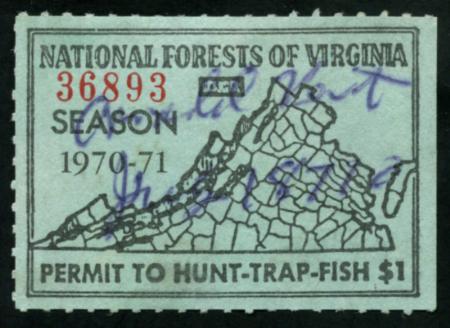 NATIONAL FORESTS OF VIRGINIA
36893
SEASON
1970-71
PERMIT TO HUNT-TRAP-FISH $1